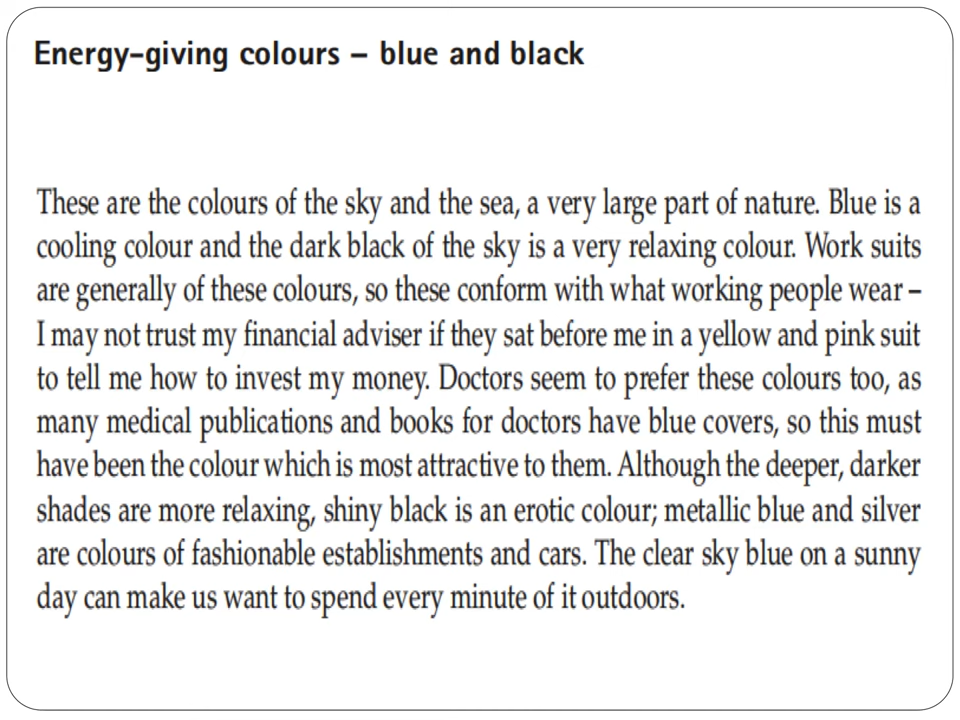 Energy-giving colours – blue and black
These are the colours of the sky and the sea, a very large part of nature. Blue is a
cooling colour and the dark black of the sky is a very relaxing colour. Work suits
are generally of these colours, so these conform with what working people wear –
I may not trust my financial adviser if they sat before me in a yellow and pink suit
to tell me how to invest my money. Doctors seem to prefer these colours too, as
many medical publications and books for doctors have blue covers, so this must
have been the colour which is most attractive to them. Although the deeper, darker
shades are more relaxing, shiny black is an erotic colour; metallic blue and silver
are colours of fashionable establishments and cars. The clear sky blue on a sunny
day can make us want to spend every minute of it outdoors.